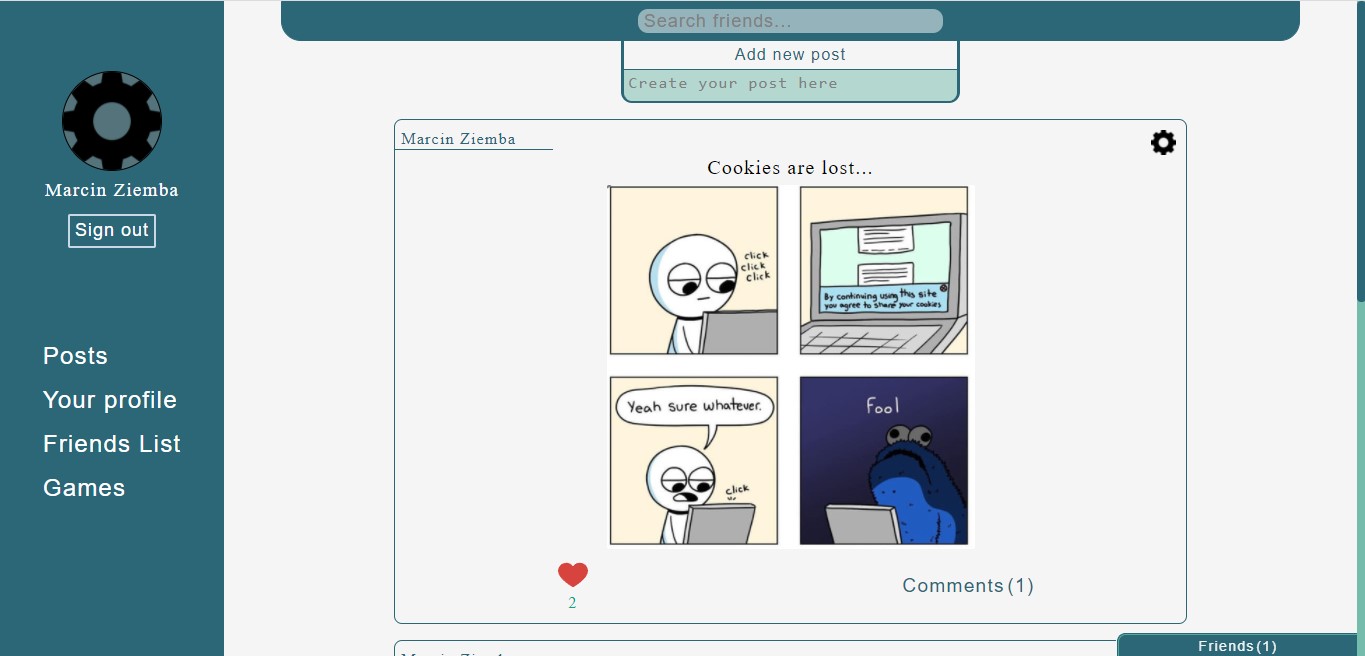 Search friends...
Add new post
Create your post here
Marcin Ziemba
Sign out
Posts
Your profile
Friends List
Games
Marcin Ziemba
Cookies are lost...
click
click
click
By continuing using this site
you agree to share your cookies
Yeah sure whatever.
click
Fool
2
Comments(1)
Marcin Ziemba
Friends(1)